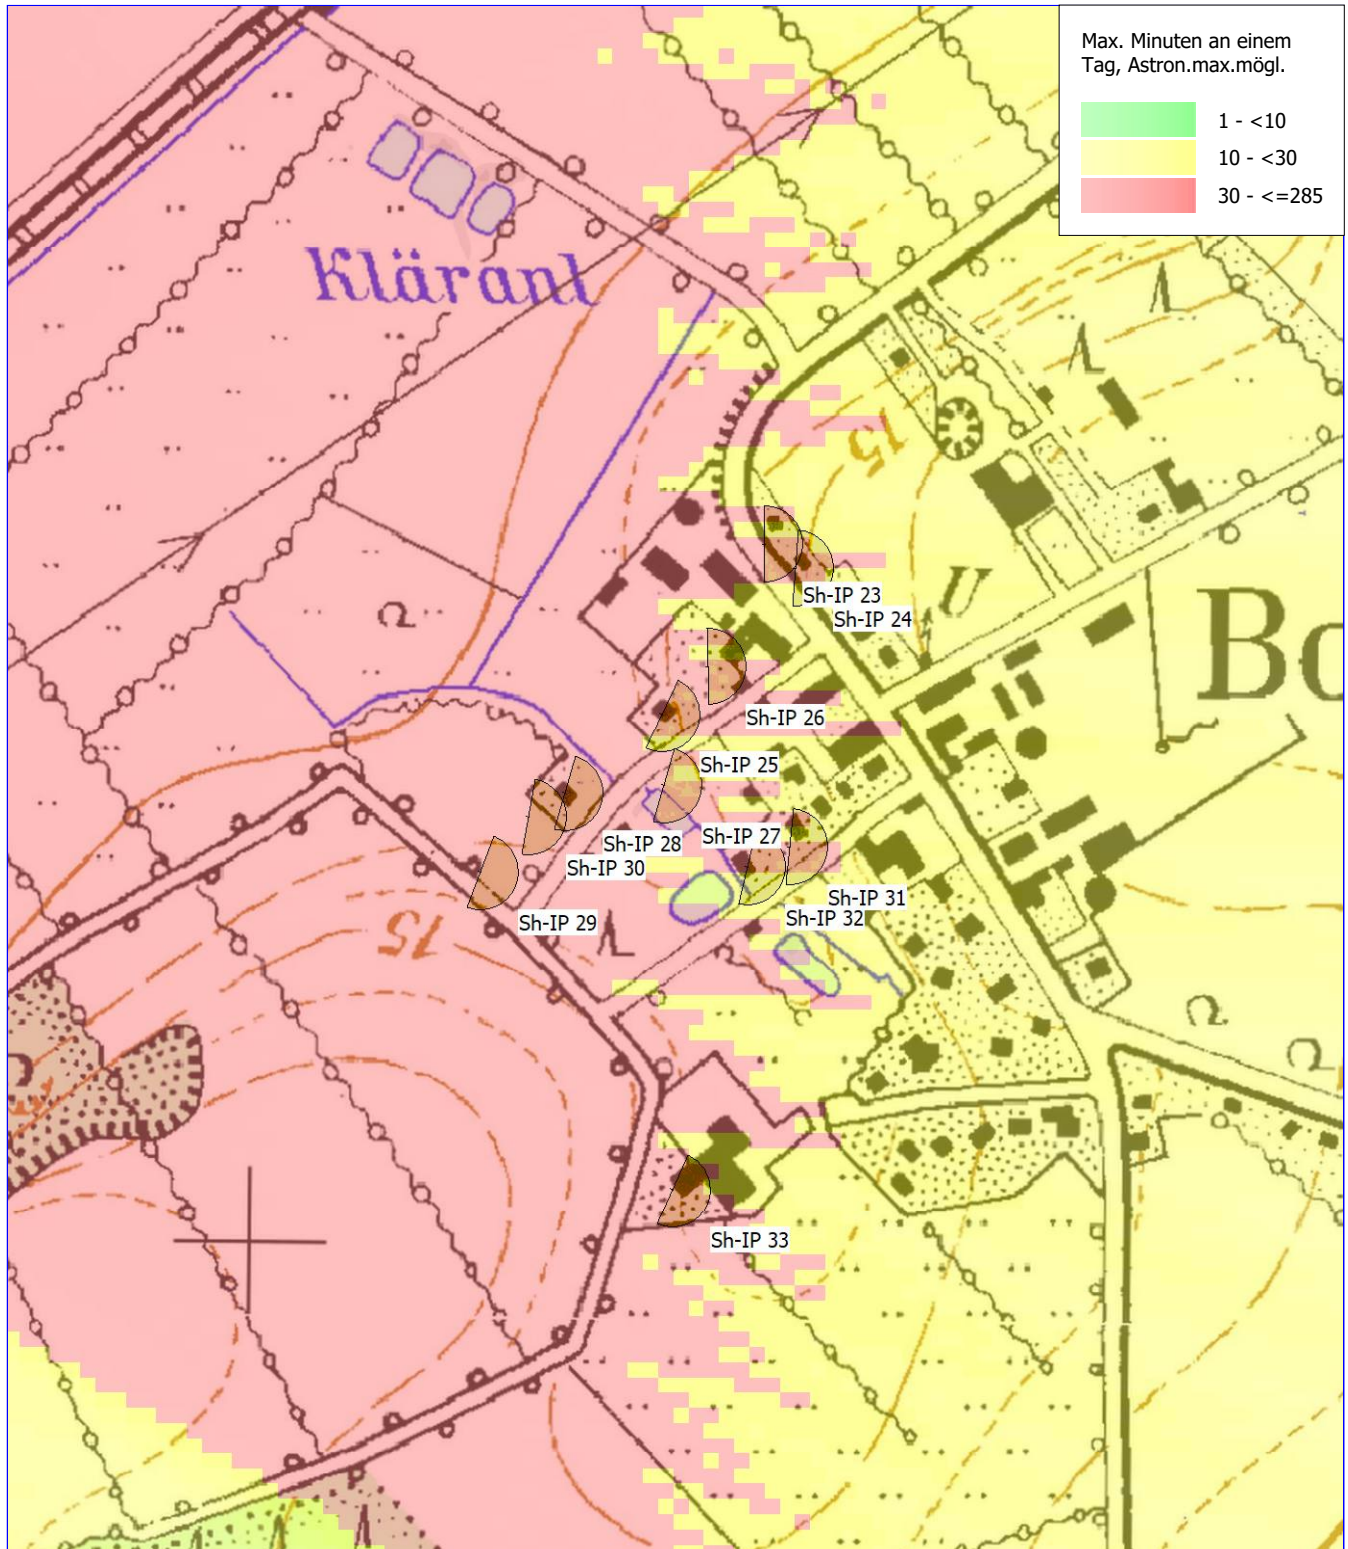 Max. Minuten an einem
Tag, Astron.max.mögl.
1 - <10
10 - <30
30 - <=285
Kläranl
15
Sh-IP 23
Sh-IP 24
U
Bo
Sh-IP 26
Sh-IP 25
Sh-IP 27
Sh-IP 28
Sh-IP 30
Sh-IP 31
Sh-IP 32
Sh-IP 29
15
Sh-IP 33